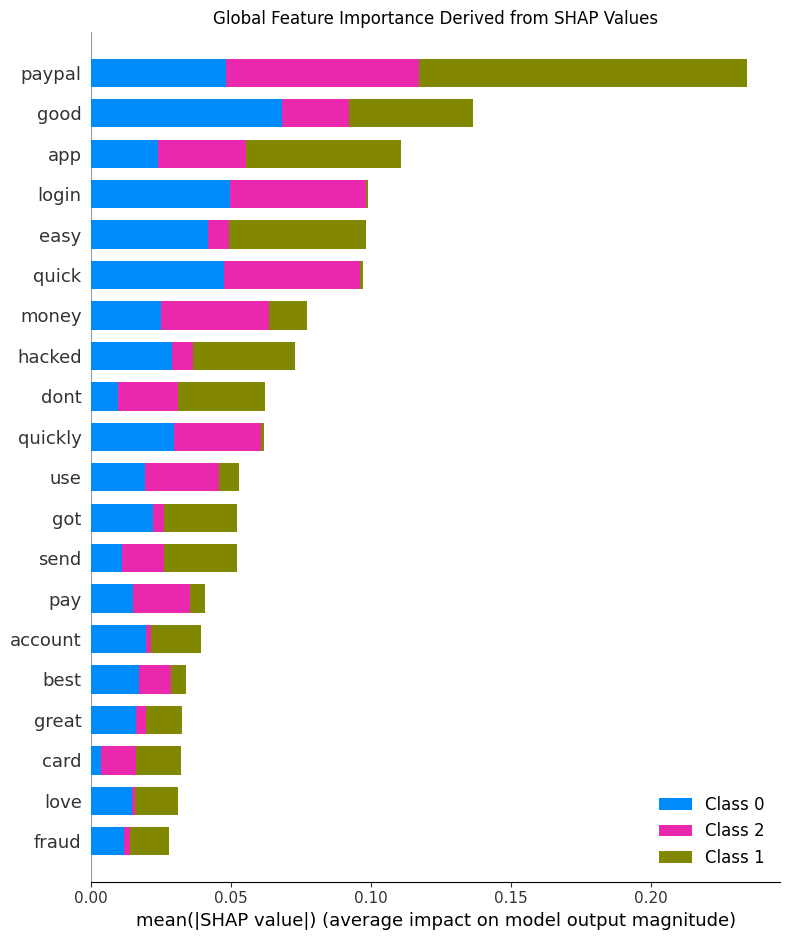 Global Feature Importance Derived from SHAP Values
paypal
good
app
login
easy
quick
money
hacked
dont
quickly
use
got
send
pay
account
best
great
card
love
fraud
Class 0
Class 2
Class 1
0.00 0.05 0.10 0.15 0.20
mean(|SHAP value|) (average impact on model output magnitude)